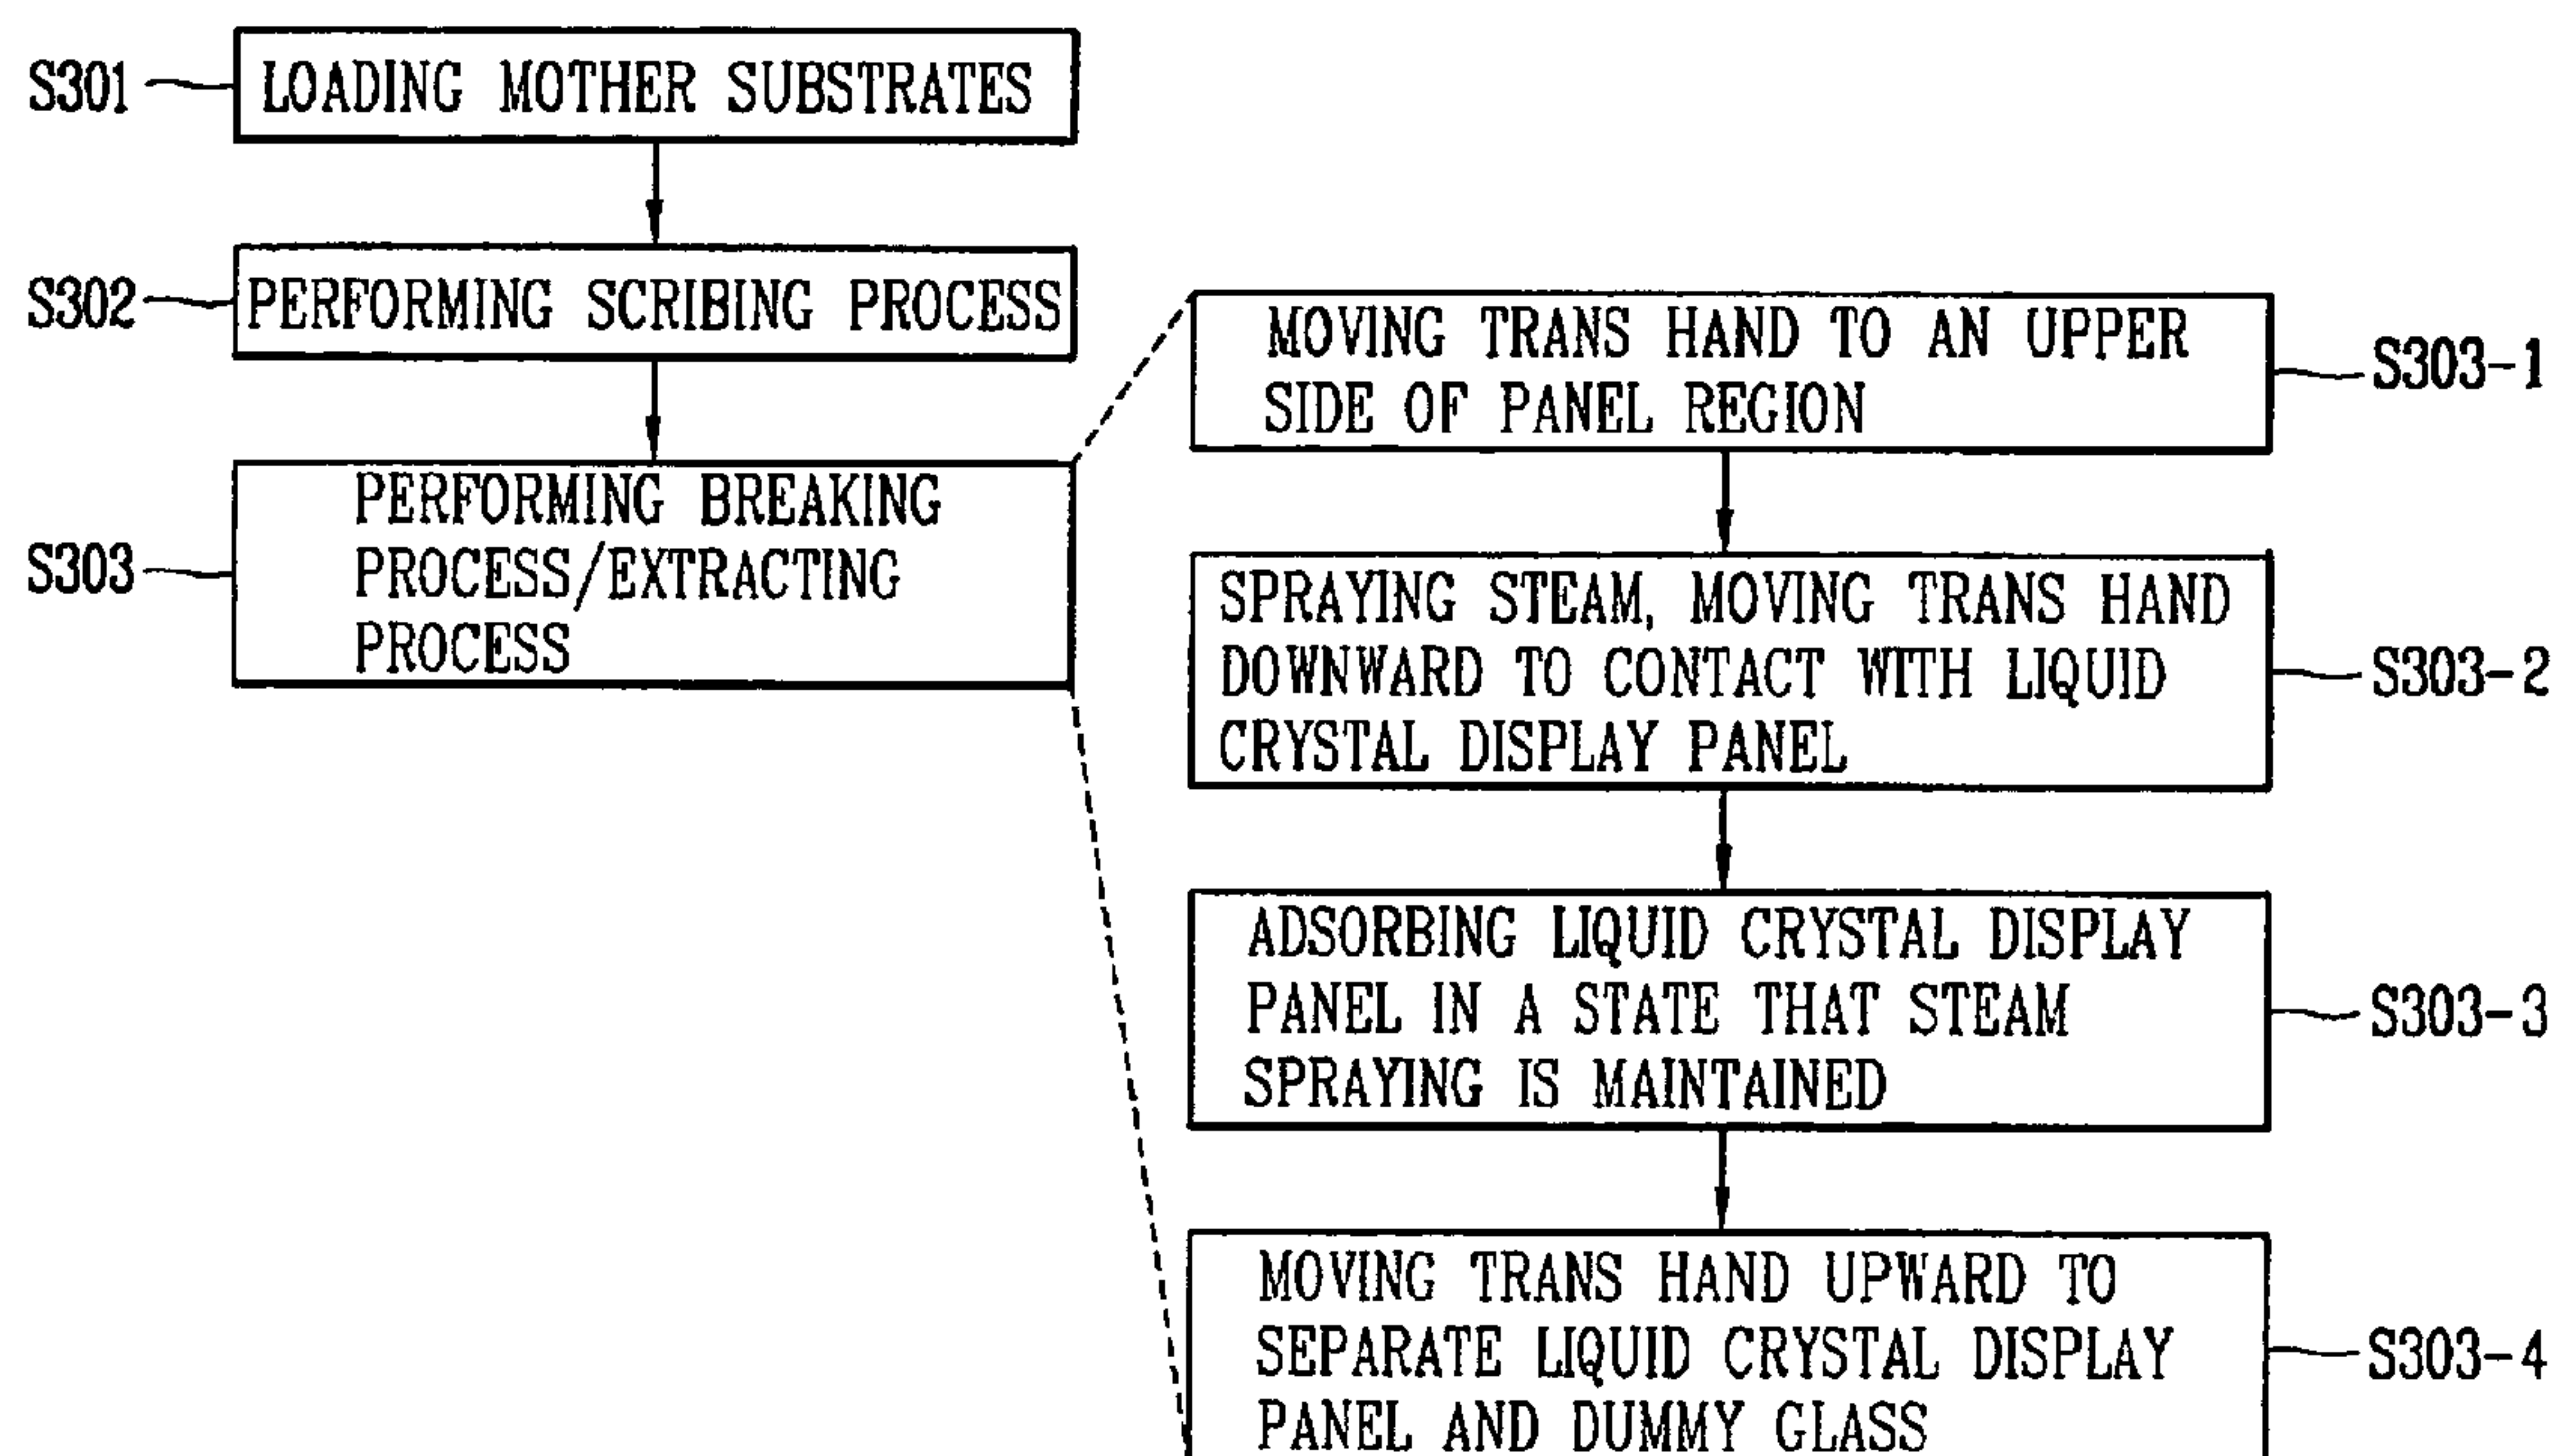 S301
LOADING MOTHER SUBSTRATES
S302
PERFORMING SCRIBING PROCESS
S303
PERFORMING BREAKING
PROCESS/EXTRACTING
PROCESS
MOVING TRANS HAND TO AN UPPER
SIDE OF PANEL REGION
S303-1
SPRAYING STEAM, MOVING TRANS HAND
DOWNWARD TO CONTACT WITH LIQUID
CRYSTAL DISPLAY PANEL
S303-2
ADSORBING LIQUID CRYSTAL DISPLAY
PANEL IN A STATE THAT STEAM
SPRAYING IS MAINTAINED
S303-3
MOVING TRANS HAND UPWARD TO
SEPARATE LIQUID CRYSTAL DISPLAY
PANEL AND DUMMY GLASS
S303-4